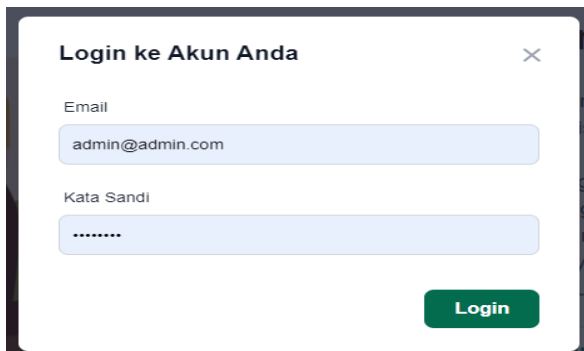 Login ke Akun Anda
Email
admin@admin.com
Kata Sandi
••••••••
Login